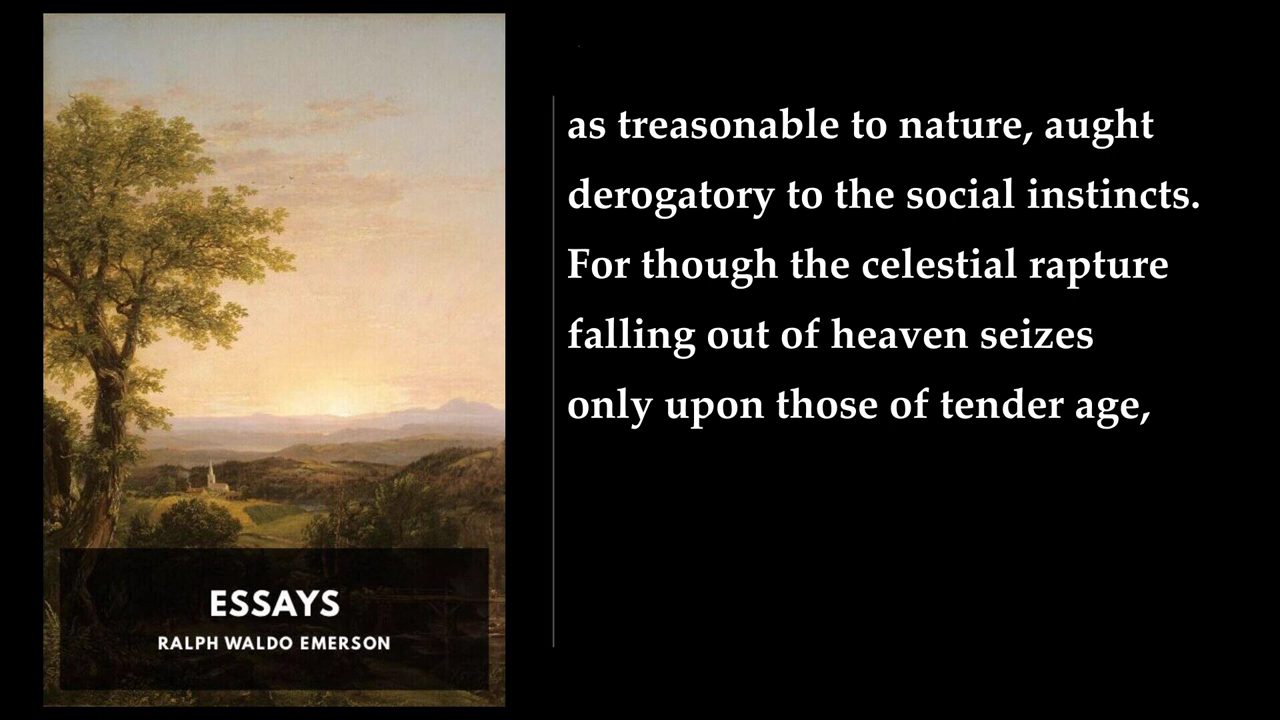 ESSAYS
RALPH WALDO EMERSON
as treasonable to nature, aught
derogatory to the social instincts.
For though the celestial rapture
falling out of heaven seizes
only upon those of tender age,